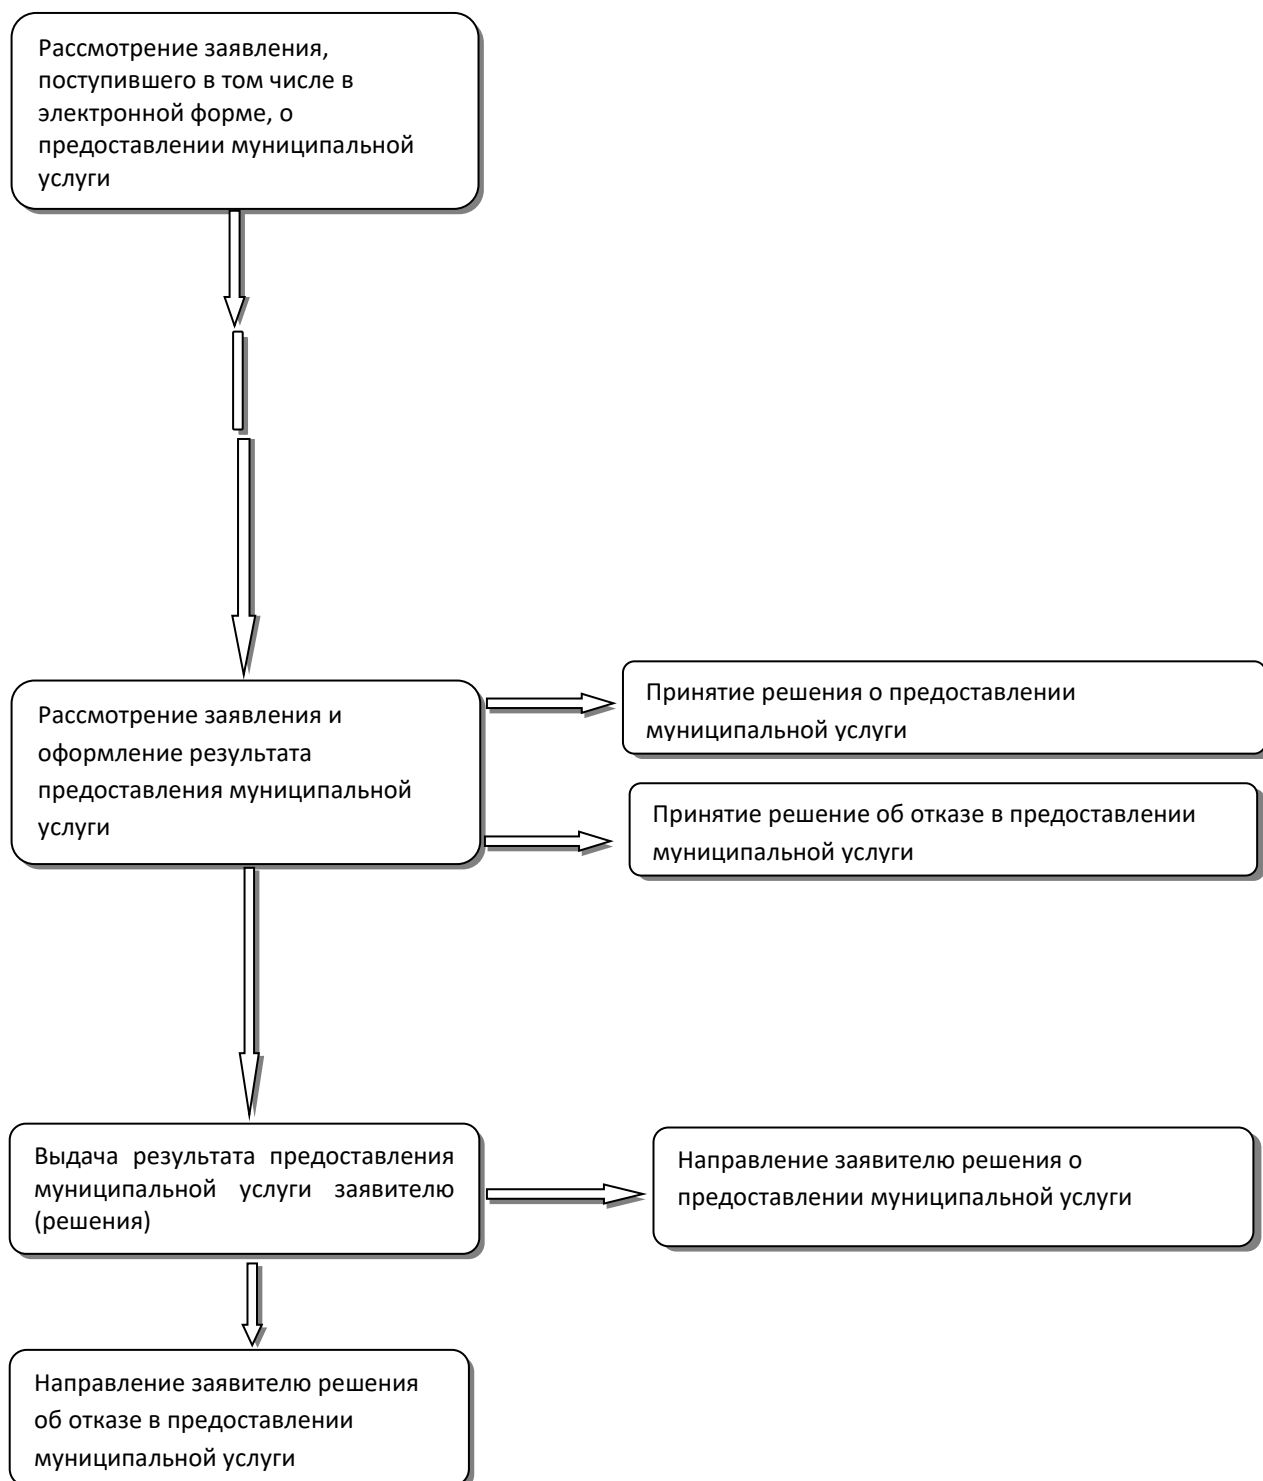 Рассмотрение заявления,
поступившего в том числе в
электронной форме, о
предоставлении муниципальной
услуги
Рассмотрение заявления и
оформление результата
предоставления муниципальной
услуги
Принятие решения о предоставлении
муниципальной услуги
Принятие решение об отказе в предоставлении
муниципальной услуги
Выдача результата предоставления
муниципальной услуги заявителю
(решения)
Направление заявителю решения о
предоставлении муниципальной услуги
Направление заявителю решения
об отказе в предоставлении
муниципальной услуги